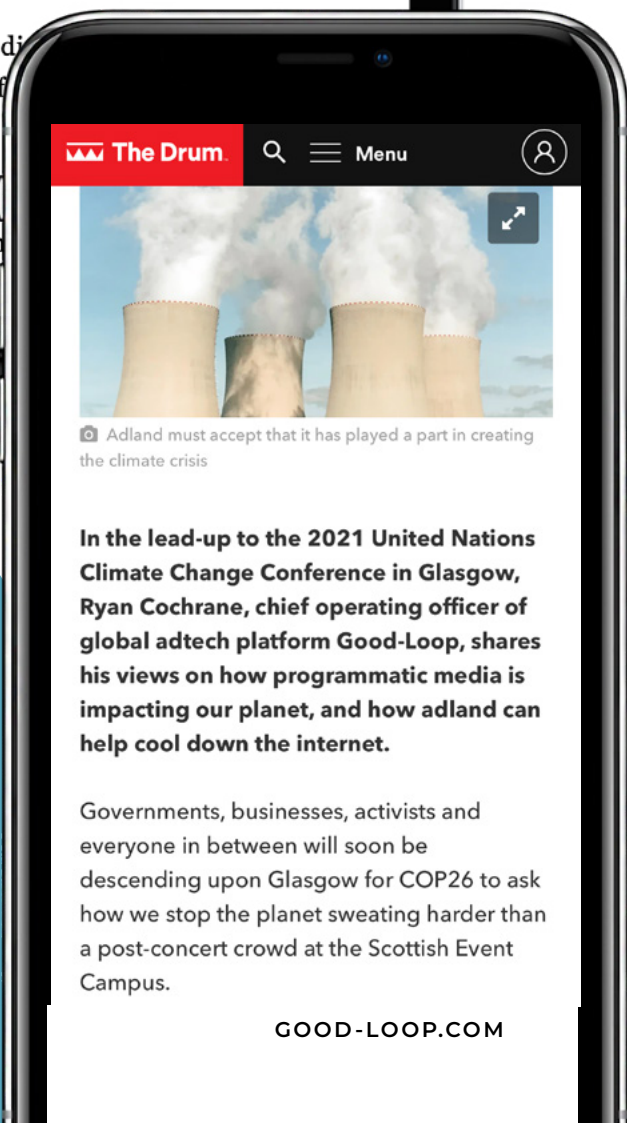 di
The Drum.
Menu
Adland must accept that it has played a part in creating
the climate crisis
In the lead-up to the 2021 United Nations
Climate Change Conference in Glasgow,
Ryan Cochrane, chief operating officer of
global adtech platform Good-Loop, shares
his views on how programmatic media is
impacting our planet, and how adland can
help cool down the internet.
Governments, businesses, activists and
everyone in between will soon be
descending upon Glasgow for COP26 to ask
how we stop the planet sweating harder than
a post-concert crowd at the Scottish Event
Campus.
GOOD-LOOP.COM